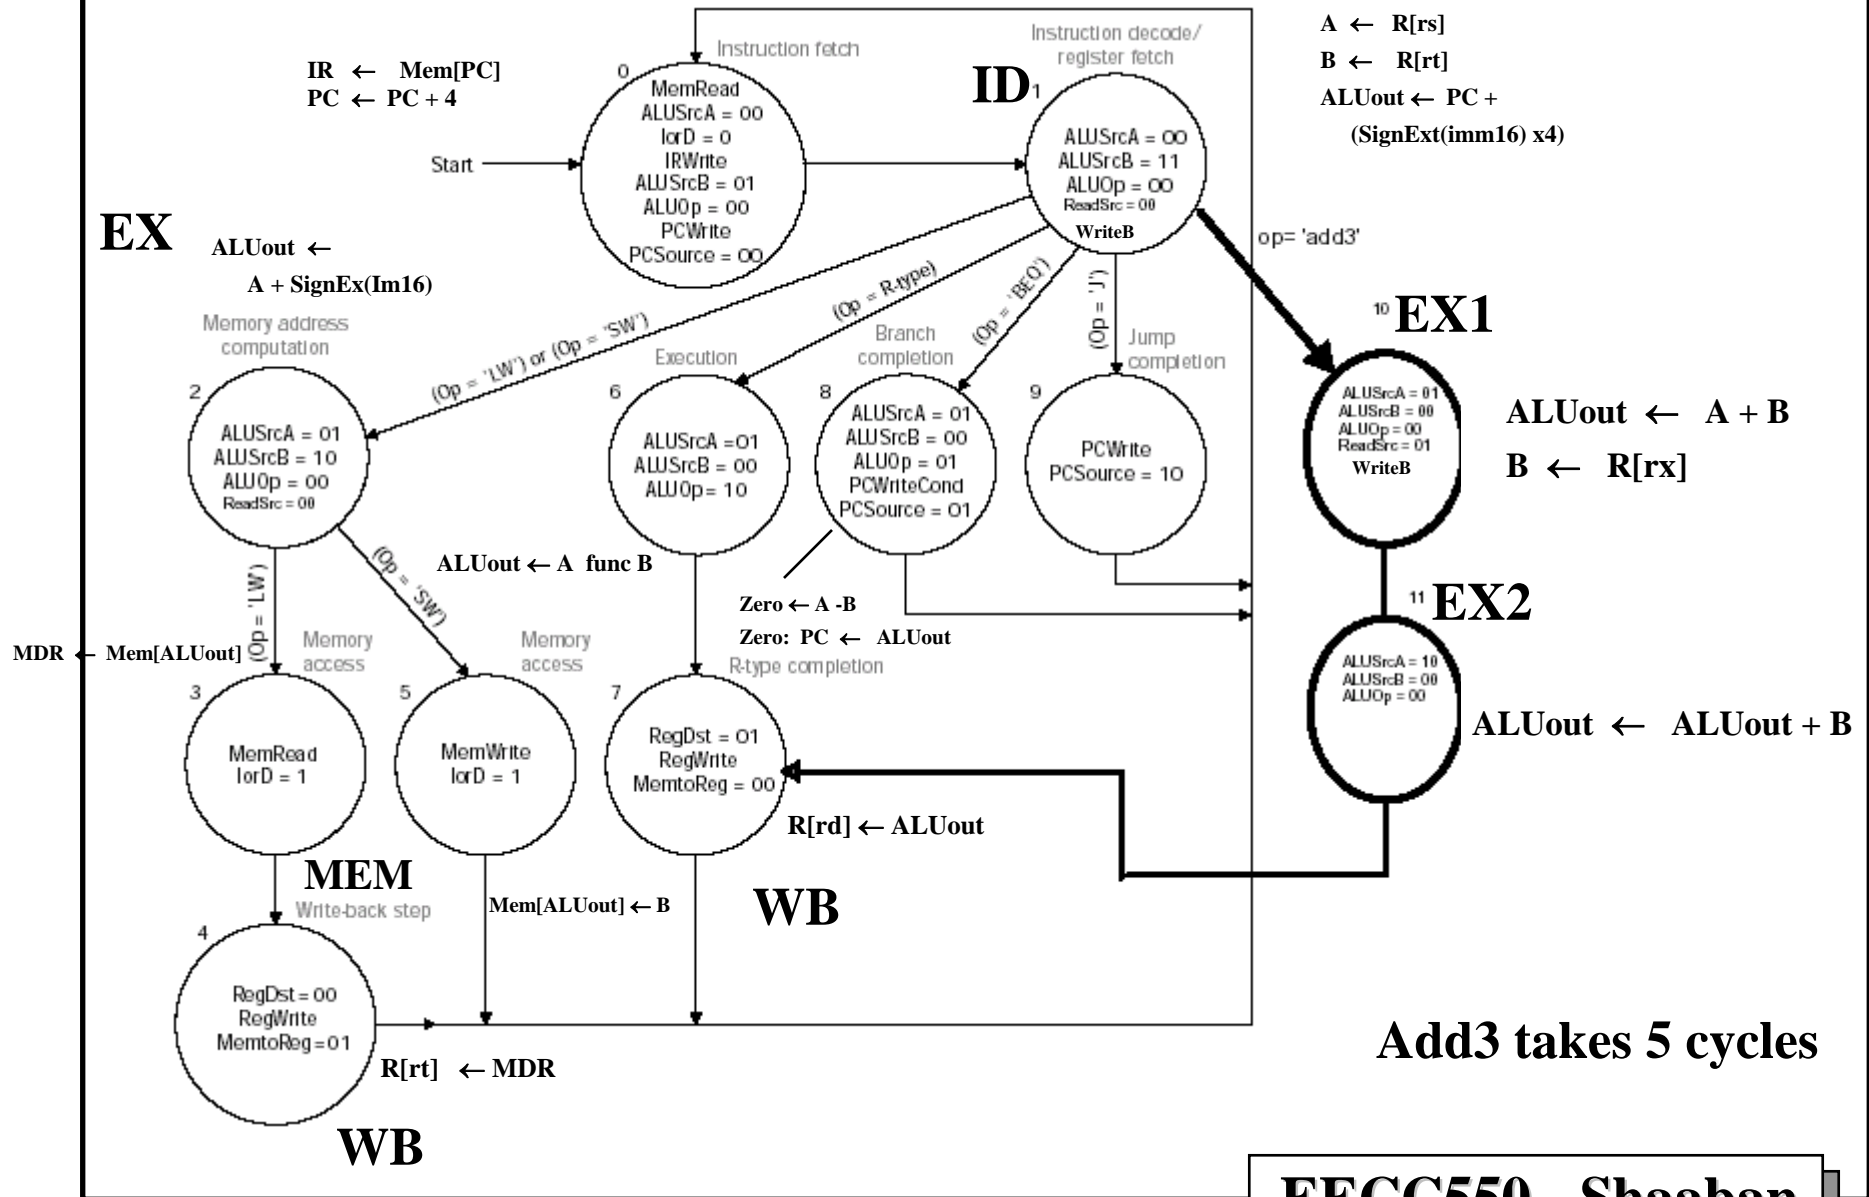 Instruction fetch
Instruction decode/
register fetch
A ← R[rs]
B ← R[rt]
ALUout ← PC +
(SignExt(imm16) x4)
IR ← Mem[PC]
PC ← PC + 4
0
MemRead
ALUSrcA = 00
IorD = 0
IRWrite
ALUSrcB = 01
ALUOp = 00
PCWrite
PCSource = 00
Start
ID
1
ALUSrcA = 00
ALUSrcB = 11
ALUOp = 00
ReadSrc = 00
WriteB
op= 'add3'
EX
ALUout ←
A + SignEx(Im16)
(Op = 'LW') or (Op = 'SW')
(Op = R-type)
(Op = 'BEQ')
(Op = 'J')
Memory address
computation
2
ALUSrcA = 01
ALUSrcB = 10
ALUOp = 00
ReadSrc = 00
Execution
6
ALUSrcA =01
ALUSrcB = 00
ALUOp= 10
Branch
completion
8
ALUSrcA = 01
ALUSrcB = 00
ALUOp = 01
PCWriteCond
PCSource = 01
Jump
completion
9
PCWrite
PCSource = 10
10
EX1
ALUSrcA = 01
ALUSrcB = 00
ALUOp = 00
ReadSrc = 01
WriteB
ALUout ← A + B
B ← R[rx]
(Op = 'LW')
(Op = 'SW')
ALUout ← A func B
Zero ← A -B
Zero: PC ← ALUout
11
EX2
ALUSrcA = 10
ALUSrcB = 00
ALUOp = 00
ALUout ← ALUout + B
MDR ← Mem[ALUout]
Memory
access
3
MemRead
IorD = 1
Memory
access
5
MemWrite
IorD = 1
R-type completion
7
RegDst = 01
RegWrite
MemtoReg = 00
R[rd] ← ALUout
MEM
Write-back step
Mem[ALUout] ← B
WB
4
RegDst = 00
RegWrite
MemtoReg=01
R[rt] ← MDR
WB
Add3 takes 5 cycles
EECC550 - Shaaban